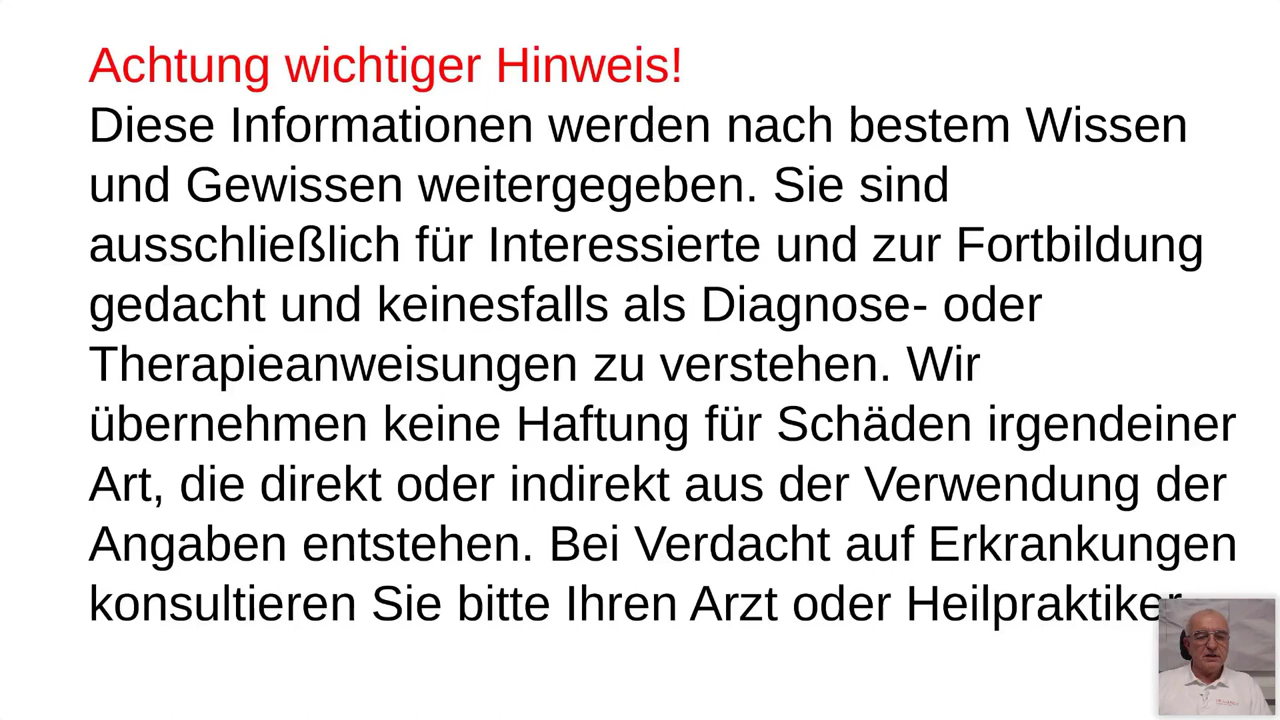 Achtung wichtiger Hinweis!
Diese Informationen werden nach bestem Wissen
und Gewissen weitergegeben. Sie sind
ausschließlich für Interessierte und zur Fortbildung
gedacht und keinesfalls als Diagnose- oder
Therapieanweisungen zu verstehen. Wir
übernehmen keine Haftung für Schäden irgendeiner
Art, die direkt oder indirekt aus der Verwendung der
Angaben entstehen. Bei Verdacht auf Erkrankungen
konsultieren Sie bitte Ihren Arzt oder Heilpraktiker